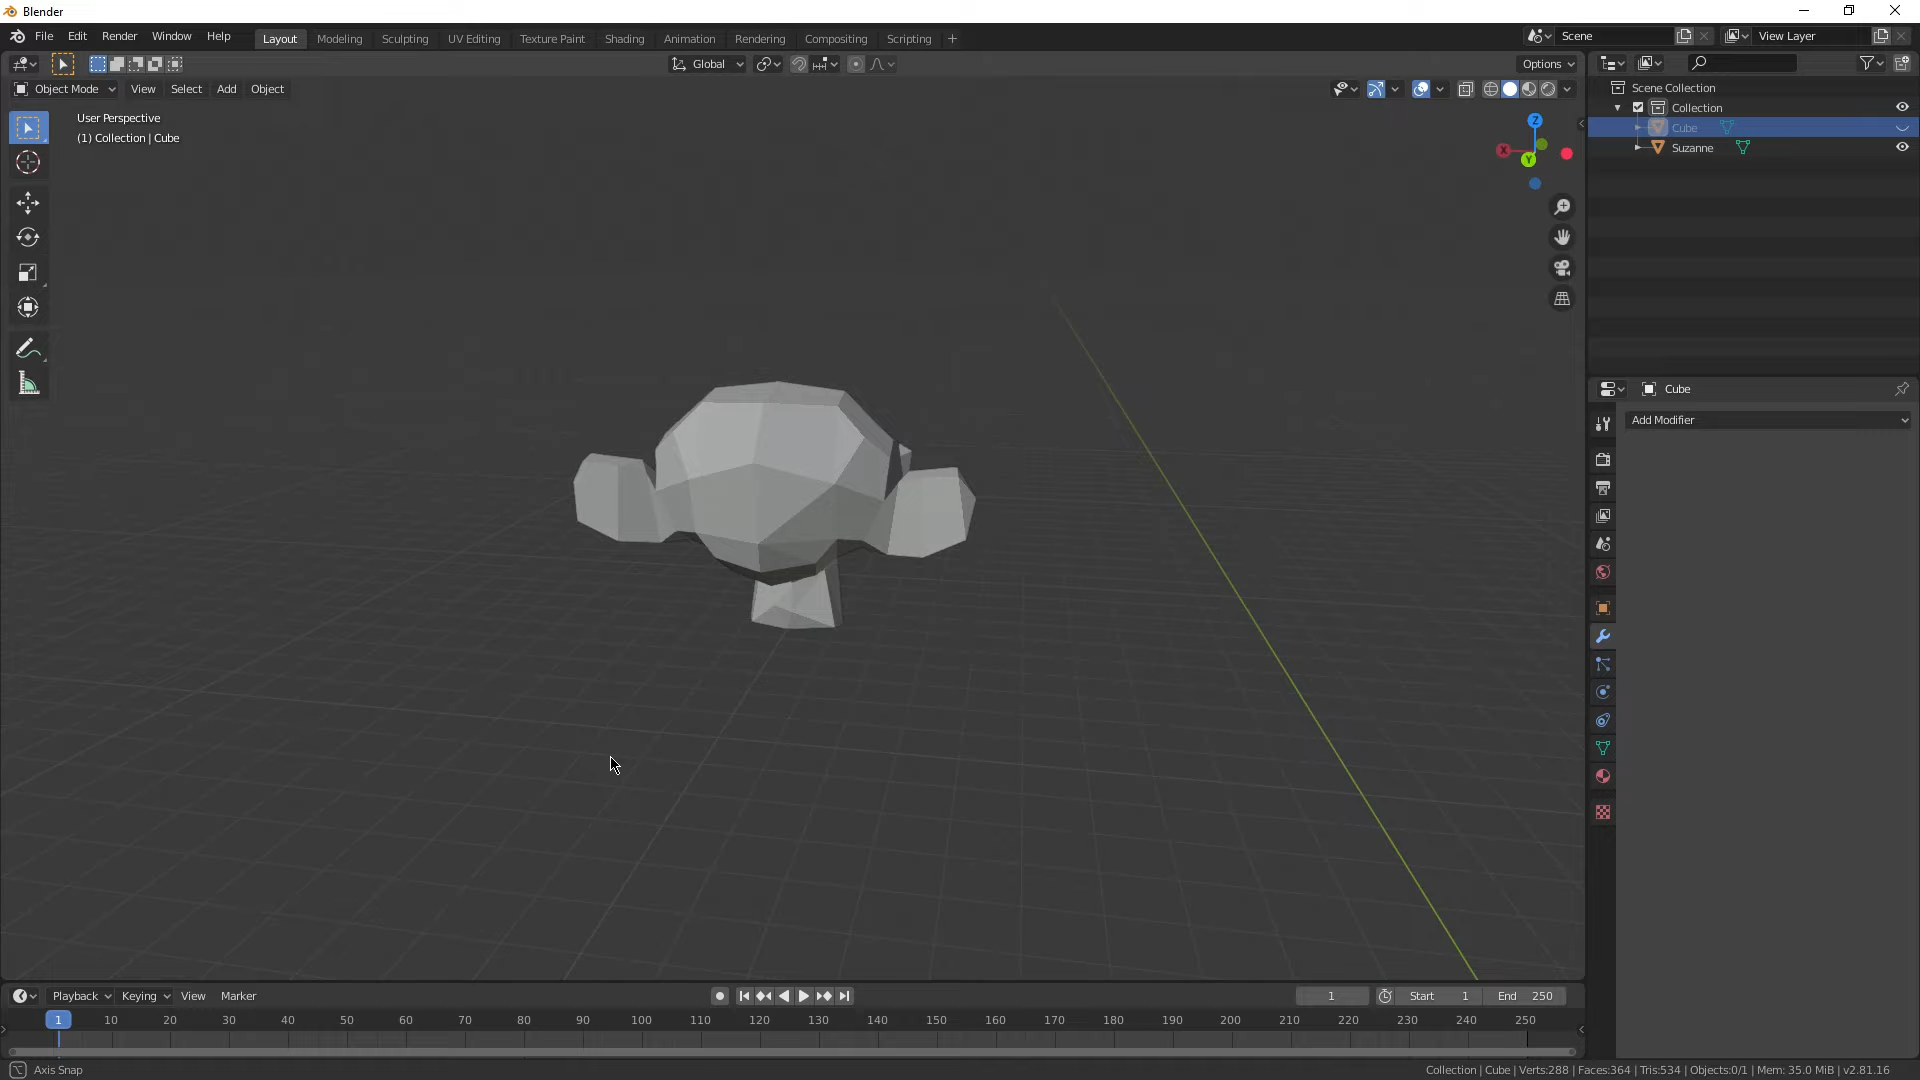 Blender
File Edit Render Window Help Layout Modeling Sculpting UV Editing Texture Paint Shading Animation Rendering Compositing Scripting + Scene View Layer
Global Options
Object Mode View Select Add Object
User Perspective
(1) Collection | Cube
Z
X
Y
Scene Collection
Collection
Cube
Suzanne
Cube
Add Modifier
Playback Keying View Marker 1 Start 1 End 250
1 10 20 30 40 50 60 70 80 90 100 110 120 130 140 150 160 170 180 190 200 210 220 230 240 250
Axis Snap Collection | Cube | Verts:288 | Faces:364 | Tris:534 | Objects:0/1 | Mem: 35.0 MiB | v2.81.16